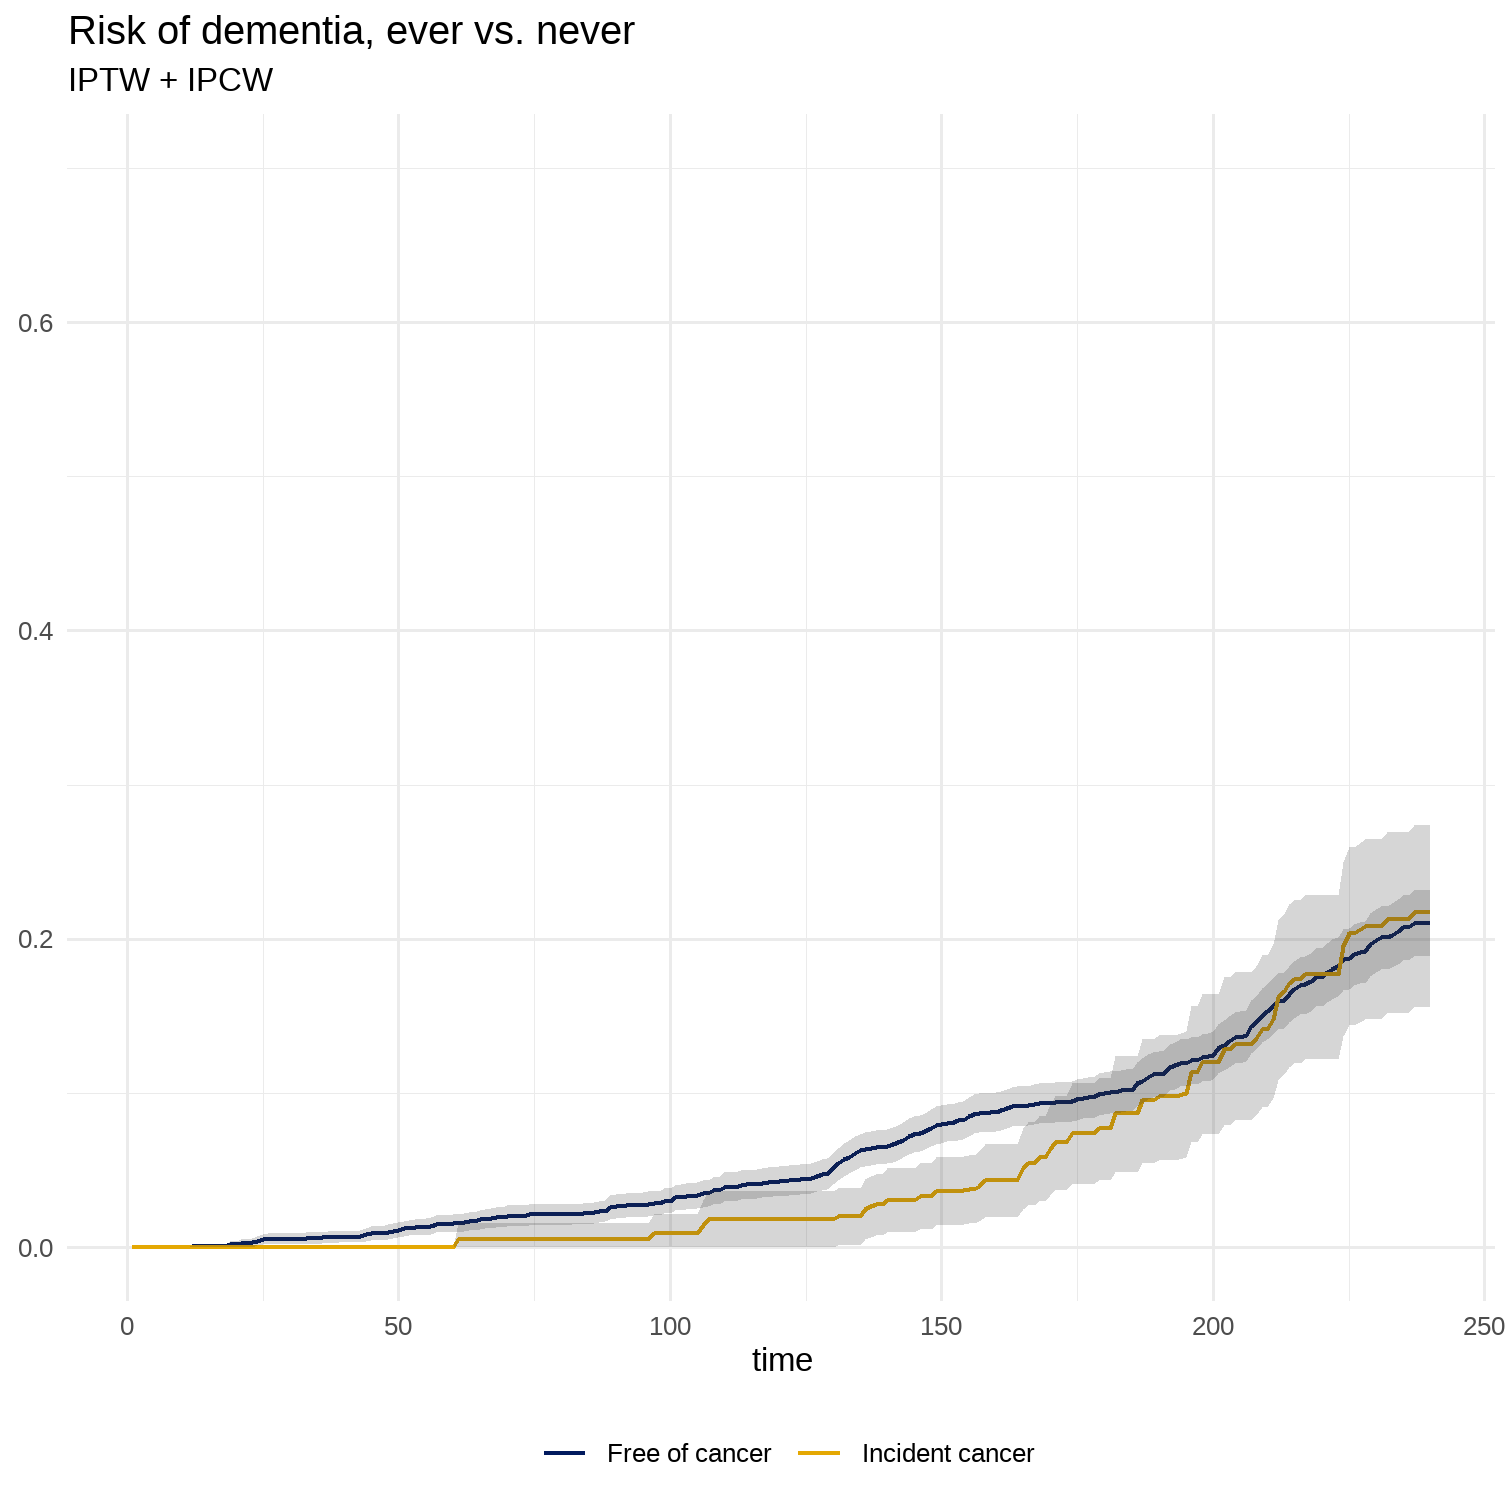 Risk of dementia, ever vs. never
IPTW + IPCW
0.6
0.4
0.2
0.0
0 50 100 150 200 250
time
Free of cancer Incident cancer